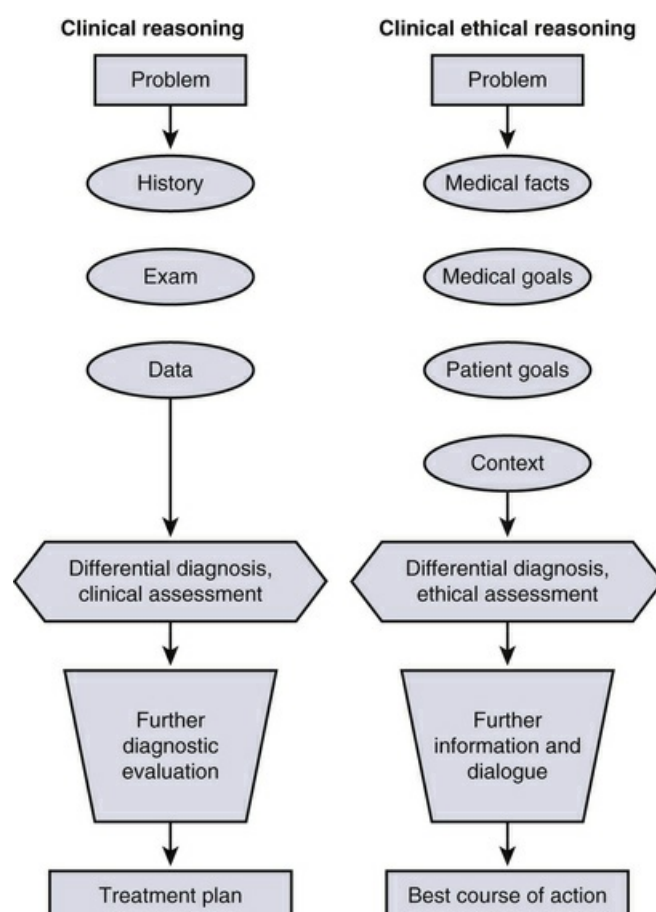 Clinical reasoning
Problem
History
Exam
Data
Differential diagnosis,
clinical assessment
Further
diagnostic
evaluation
Treatment plan
Clinical ethical reasoning
Problem
Medical facts
Medical goals
Patient goals
Context
Differential diagnosis,
ethical assessment
Further
information and
dialogue
Best course of action